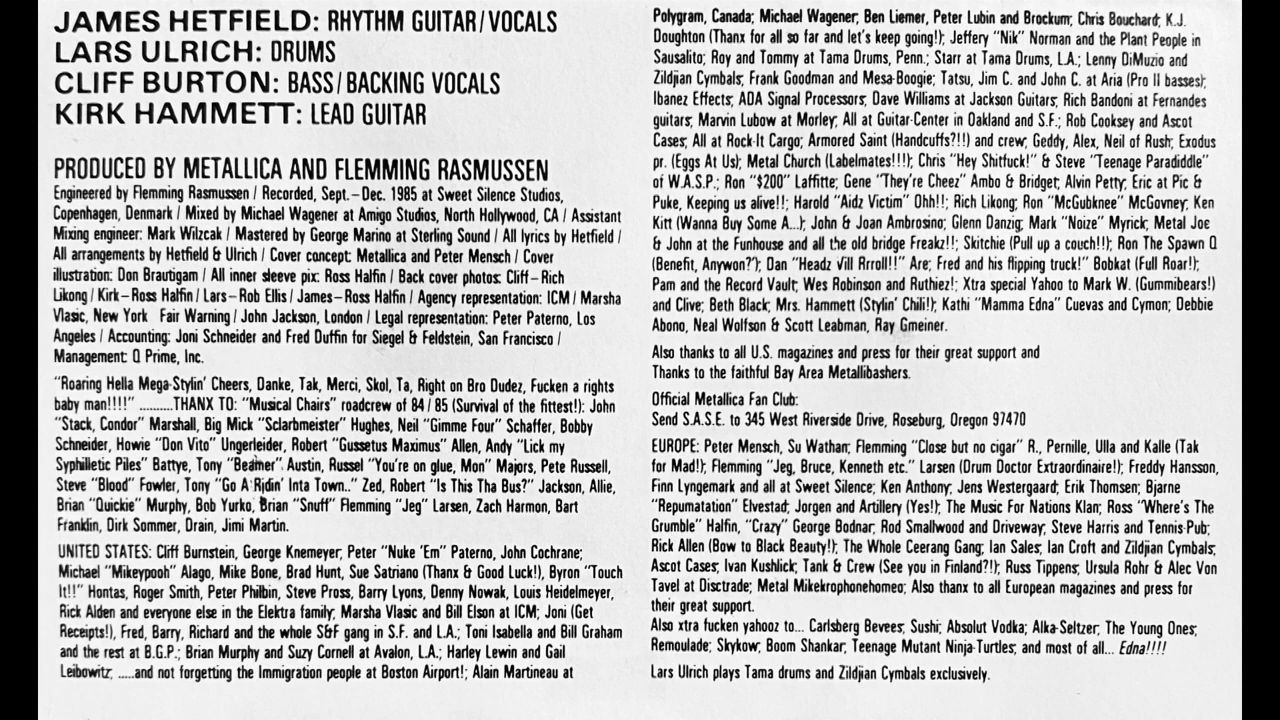 JAMES HETFIELD: RHYTHM GUITAR/VOCALS
LARS ULRICH: DRUMS
CLIFF BURTON: BASS/BACKING VOCALS
KIRK HAMMETT: LEAD GUITAR
PRODUCED BY METALLICA AND FLEMMING RASMUSSEN
Engineered by Flemming Rasmussen / Recorded, Sept.–Dec. 1985 at Sweet Silence Studios,
Copenhagen, Denmark / Mixed by Michael Wagener at Amigo Studios, North Hollywood, CA / Assistant
Mixing engineer: Mark Wilzcak / Mastered by George Marino at Sterling Sound / All lyrics by Hetfield /
All arrangements by Hetfield & Ulrich / Cover concept: Metallica and Peter Mensch / Cover
illustration: Don Brautigam / All inner sleeve pix: Ross Halfin / Back cover photos: Cliff–Rich
Likong / Kirk–Ross Halfin / Lars–Rob Ellis / James–Ross Halfin / Agency representation: ICM / Marsha
Vlasic, New York Fair Warning / John Jackson, London / Legal representation: Peter Paterno, Los
Angeles / Accounting: Joni Schneider and Fred Duffin for Siegel & Feldstein, San Francisco /
Management: Q Prime, Inc.
"Roaring Hella Mega-Stylin' Cheers, Danke, Tak, Merci, Skol, Ta, Right on Bro Dudez, Fucken a rights
baby man!!!!" ..........THANX TO: "Musical Chairs" roadcrew of 84/85 (Survival of the fittest!): John
"Stack, Condor" Marshall, Big Mick "Sclarbmeister" Hughes, Neil "Gimme Four" Schaffer, Bobby
Schneider, Howie "Don Vito" Ungerleider, Robert "Gussetus Maximus" Allen, Andy "Lick my
Syphilletic Piles" Battye, Tony "Beamer". Austin, Russel "You're on glue, Mon" Majors, Pete Russell,
Steve "Blood" Fowler, Tony "Go A Ridin' Inta Town.." Zed, Robert "Is This Tha Bus?" Jackson, Allie,
Brian "Quickie" Murphy, Bob Yurko, Brian "Snuff" Flemming "Jeg" Larsen, Zach Harmon, Bart
Franklin, Dirk Sommer, Drain, Jimi Martin.
UNITED STATES: Cliff Burnstein, George Knemeyer, Peter "Nuke 'Em" Paterno, John Cochrane;
Michael "Mikeypooh" Alago, Mike Bone, Brad Hunt, Sue Satriano (Thanx & Good Luck!), Byron "Touch
It!!" Hontas, Roger Smith, Peter Philbin, Steve Pross, Barry Lyons, Denny Nowak, Louis Heidelmeyer,
Rick Alden and everyone else in the Elektra family; Marsha Vlasic and Bill Elson at ICM; Joni (Get
Receipts!), Fred, Barry, Richard and the whole S&F gang in S.F. and L.A.; Toni Isabella and Bill Graham
and the rest at B.G.P.; Brian Murphy and Suzy Cornell at Avalon, L.A.; Harley Lewin and Gail
Leibowitz; .....and not forgetting the Immigration people at Boston Airport!; Alain Martineau at
Polygram, Canada; Michael Wagener, Ben Liemer, Peter Lubin and Brockum; Chris Bouchard; K.J.
Doughton (Thanx for all so far and let's keep going!); Jeffery "Nik" Norman and the Plant People in
Sausalito; Roy and Tommy at Tama Drums, Penn.; Starr at Tama Drums, L.A.; Lenny DiMuzio and
Zildjian Cymbals; Frank Goodman and Mesa-Boogie; Tatsu, Jim C. and John C. at Aria (Pro II basses);
Ibanez Effects; ADA Signal Processors; Dave Williams at Jackson Guitars; Rich Bandoni at Fernandes
guitars; Marvin Lubow at Morley; All at Guitar-Center in Oakland and S.F.; Rob Cooksey and Ascot
Cases; All at Rock-It Cargo; Armored Saint (Handcuffs?!!) and crew; Geddy, Alex, Neil of Rush; Exodus
pr. (Eggs At Us); Metal Church (Labelmates!!!); Chris "Hey Shitfuck!" & Steve "Teenage Paradiddle"
of W.A.S.P.; Ron "$200" Laffitte; Gene "They're Cheez" Ambo & Bridget; Alvin Petty; Eric at Pic &
Puke, Keeping us alive!!; Harold "Aidz Victim" Ohh!!; Rich Likong; Ron "McGubknee" McGovney; Ken
Kitt (Wanna Buy Some A...); John & Joan Ambrosino; Glenn Danzig; Mark "Noize" Myrick; Metal Joe
& John at the Funhouse and all the old bridge Freakz!!; Skitchie (Pull up a couch!!); Ron The Spawn Q
(Benefit, Anywon?'); Dan "Headz Vill Rrroll!!" Are; Fred and his flipping truck!" Bobkat (Full Roar!);
Pam and the Record Vault; Wes Robinson and Ruthiez!; Xtra special Yahoo to Mark W. (Gummibears!)
and Clive; Beth Black; Mrs. Hammett (Stylin' Chili!); Kathi "Mamma Edna" Cuevas and Cymon; Debbie
Abono, Neal Wolfson & Scott Leabman, Ray Gmeiner.
Also thanks to all U.S. magazines and press for their great support and
Thanks to the faithful Bay Area Metallibashers.
Official Metallica Fan Club:
Send S.A.S.E. to 345 West Riverside Drive, Roseburg, Oregon 97470
EUROPE: Peter Mensch, Su Wathan; Flemming "Close but no cigar" R., Pernille, Ulla and Kalle (Tak
for Mad!); Flemming "Jeg, Bruce, Kenneth etc." Larsen (Drum Doctor Extraordinaire!); Freddy Hansson,
Finn Lyngemark and all at Sweet Silence; Ken Anthony; Jens Westergaard; Erik Thomsen; Bjarne
"Repumatation" Elvestad; Jorgen and Artillery (Yes!); The Music For Nations Klan; Ross "Where's The
Grumble" Halfin, "Crazy" George Bodnar; Rod Smallwood and Driveway; Steve Harris and Tennis-Pub;
Rick Allen (Bow to Black Beauty!); The Whole Ceerang Gang; Ian Sales; Ian Croft and Zildjian Cymbals;
Ascot Cases; Ivan Kushlick; Tank & Crew (See you in Finland?!); Russ Tippens; Ursula Rohr & Alec Von
Tavel at Disctrade; Metal Mikekrophonehomeo; Also thanx to all European magazines and press for
their great support.
Also xtra fucken yahooz to... Carlsberg Bevees; Sushi; Absolut Vodka; Alka-Seltzer; The Young Ones;
Remoulade; Skykow; Boom Shankar; Teenage Mutant Ninja-Turtles; and most of all... Edna!!!!
Lars Ulrich plays Tama drums and Zildjian Cymbals exclusively.